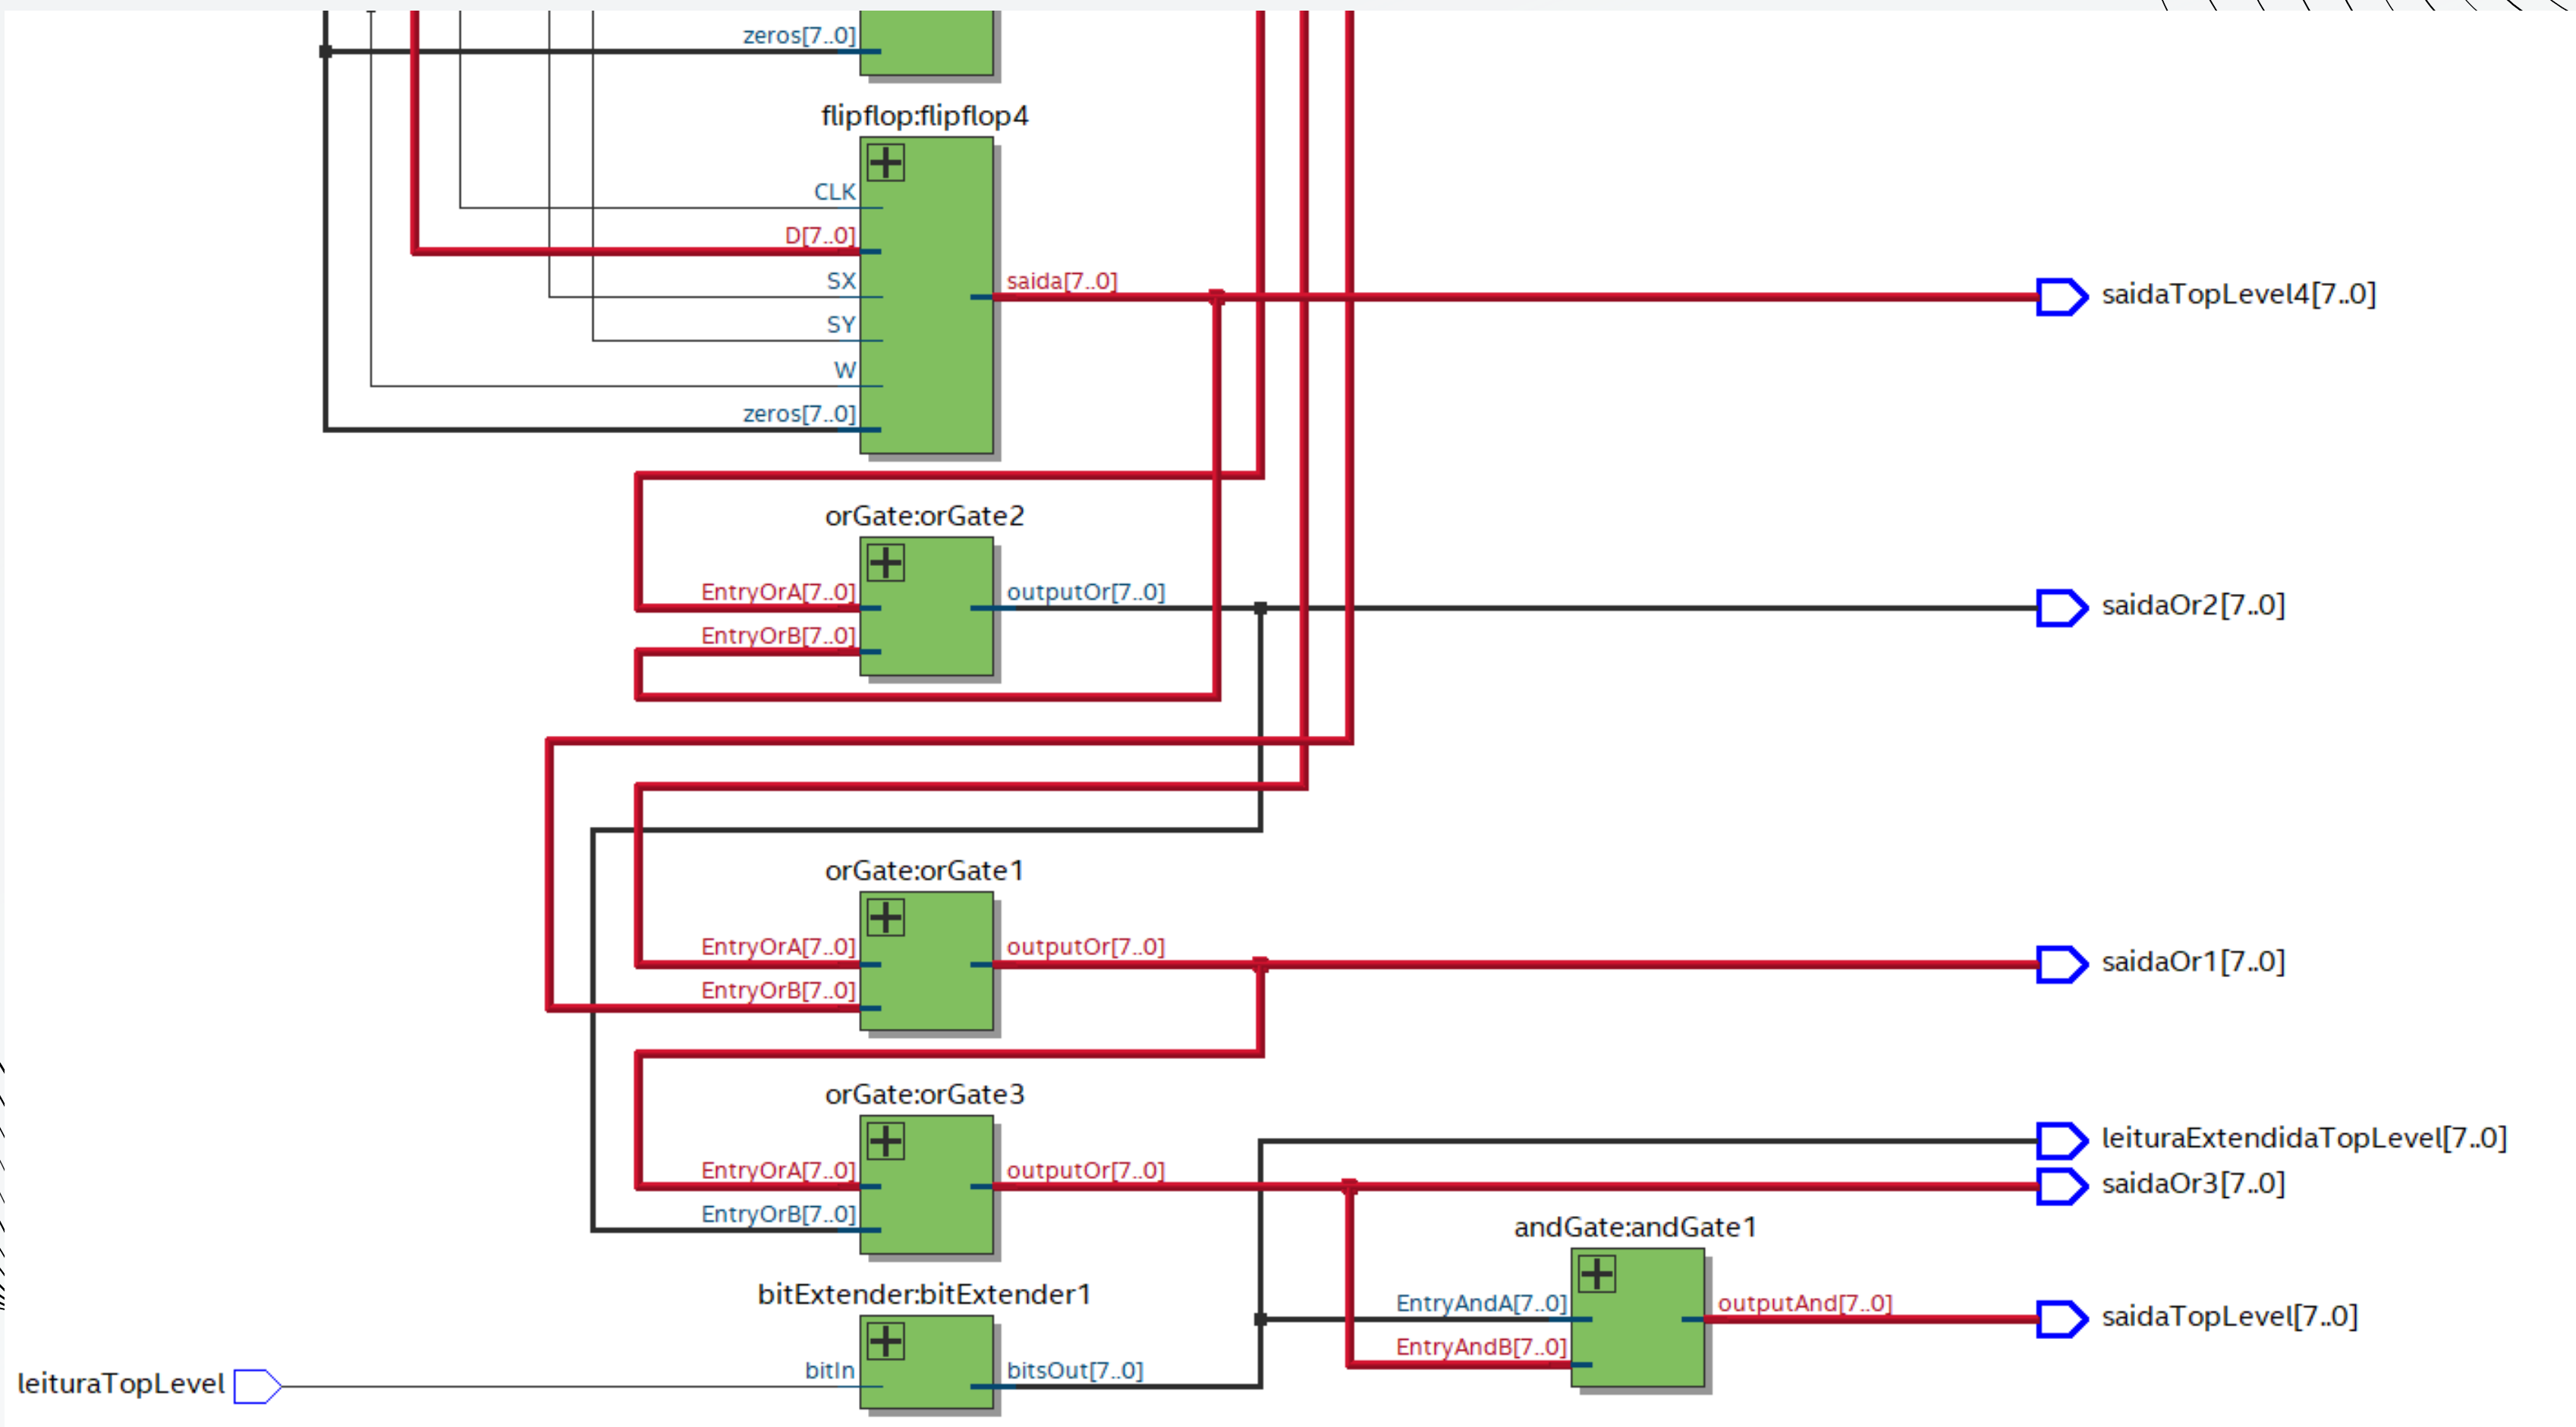 zeros[7..0]
flipflop:flipflop4
CLK
D[7..0]
SX
saida[7..0]
saidaTopLevel4[7..0]
SY
W
zeros[7..0]
orGate:orGate2
EntryOrA[7..0]
outputOr[7..0]
saidaOr2[7..0]
EntryOrB[7..0]
orGate:orGate1
EntryOrA[7..0]
outputOr[7..0]
saidaOr1[7..0]
EntryOrB[7..0]
orGate:orGate3
leituraExtendidaTopLevel[7..0]
EntryOrA[7..0]
outputOr[7..0]
saidaOr3[7..0]
EntryOrB[7..0]
andGate:andGate1
bitExtender:bitExtender1
EntryAndA[7..0]
outputAnd[7..0]
saidaTopLevel[7..0]
EntryAndB[7..0]
leituraTopLevel
bitIn
bitsOut[7..0]